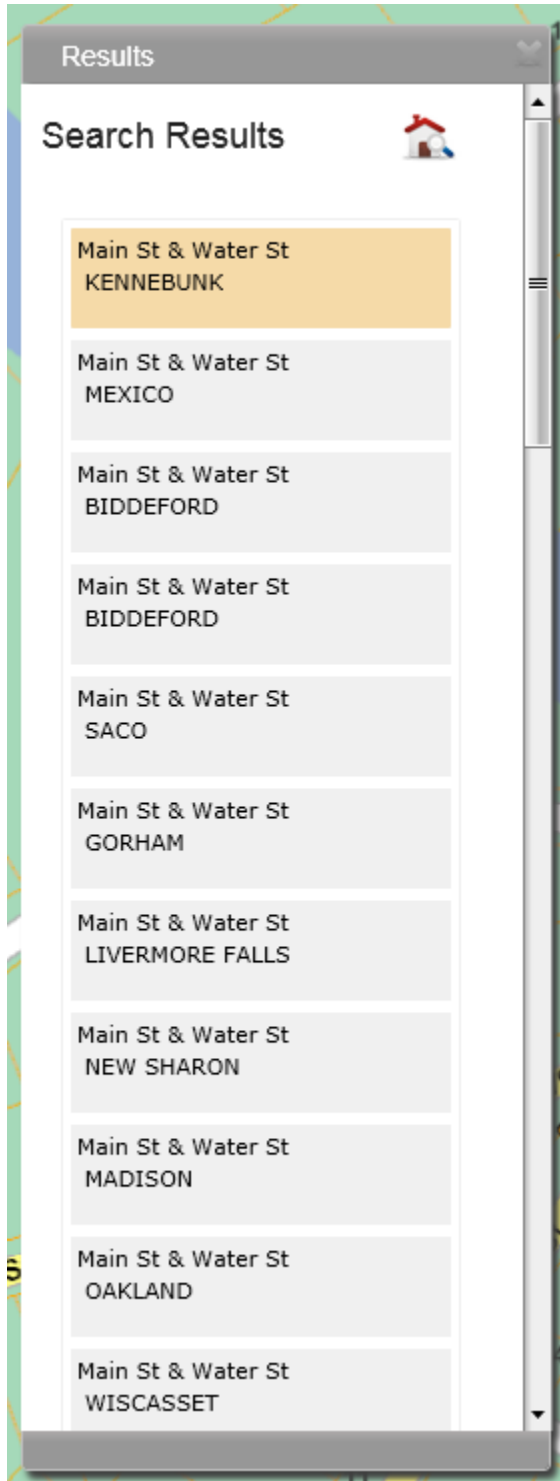 Results
Search Results
Main St & Water St
KENNEBUNK
Main St & Water St
MEXICO
Main St & Water St
BIDDEFORD
Main St & Water St
BIDDEFORD
Main St & Water St
SACO
Main St & Water St
GORHAM
Main St & Water St
LIVERMORE FALLS
Main St & Water St
NEW SHARON
Main St & Water St
MADISON
Main St & Water St
OAKLAND
Main St & Water St
WISCASSET